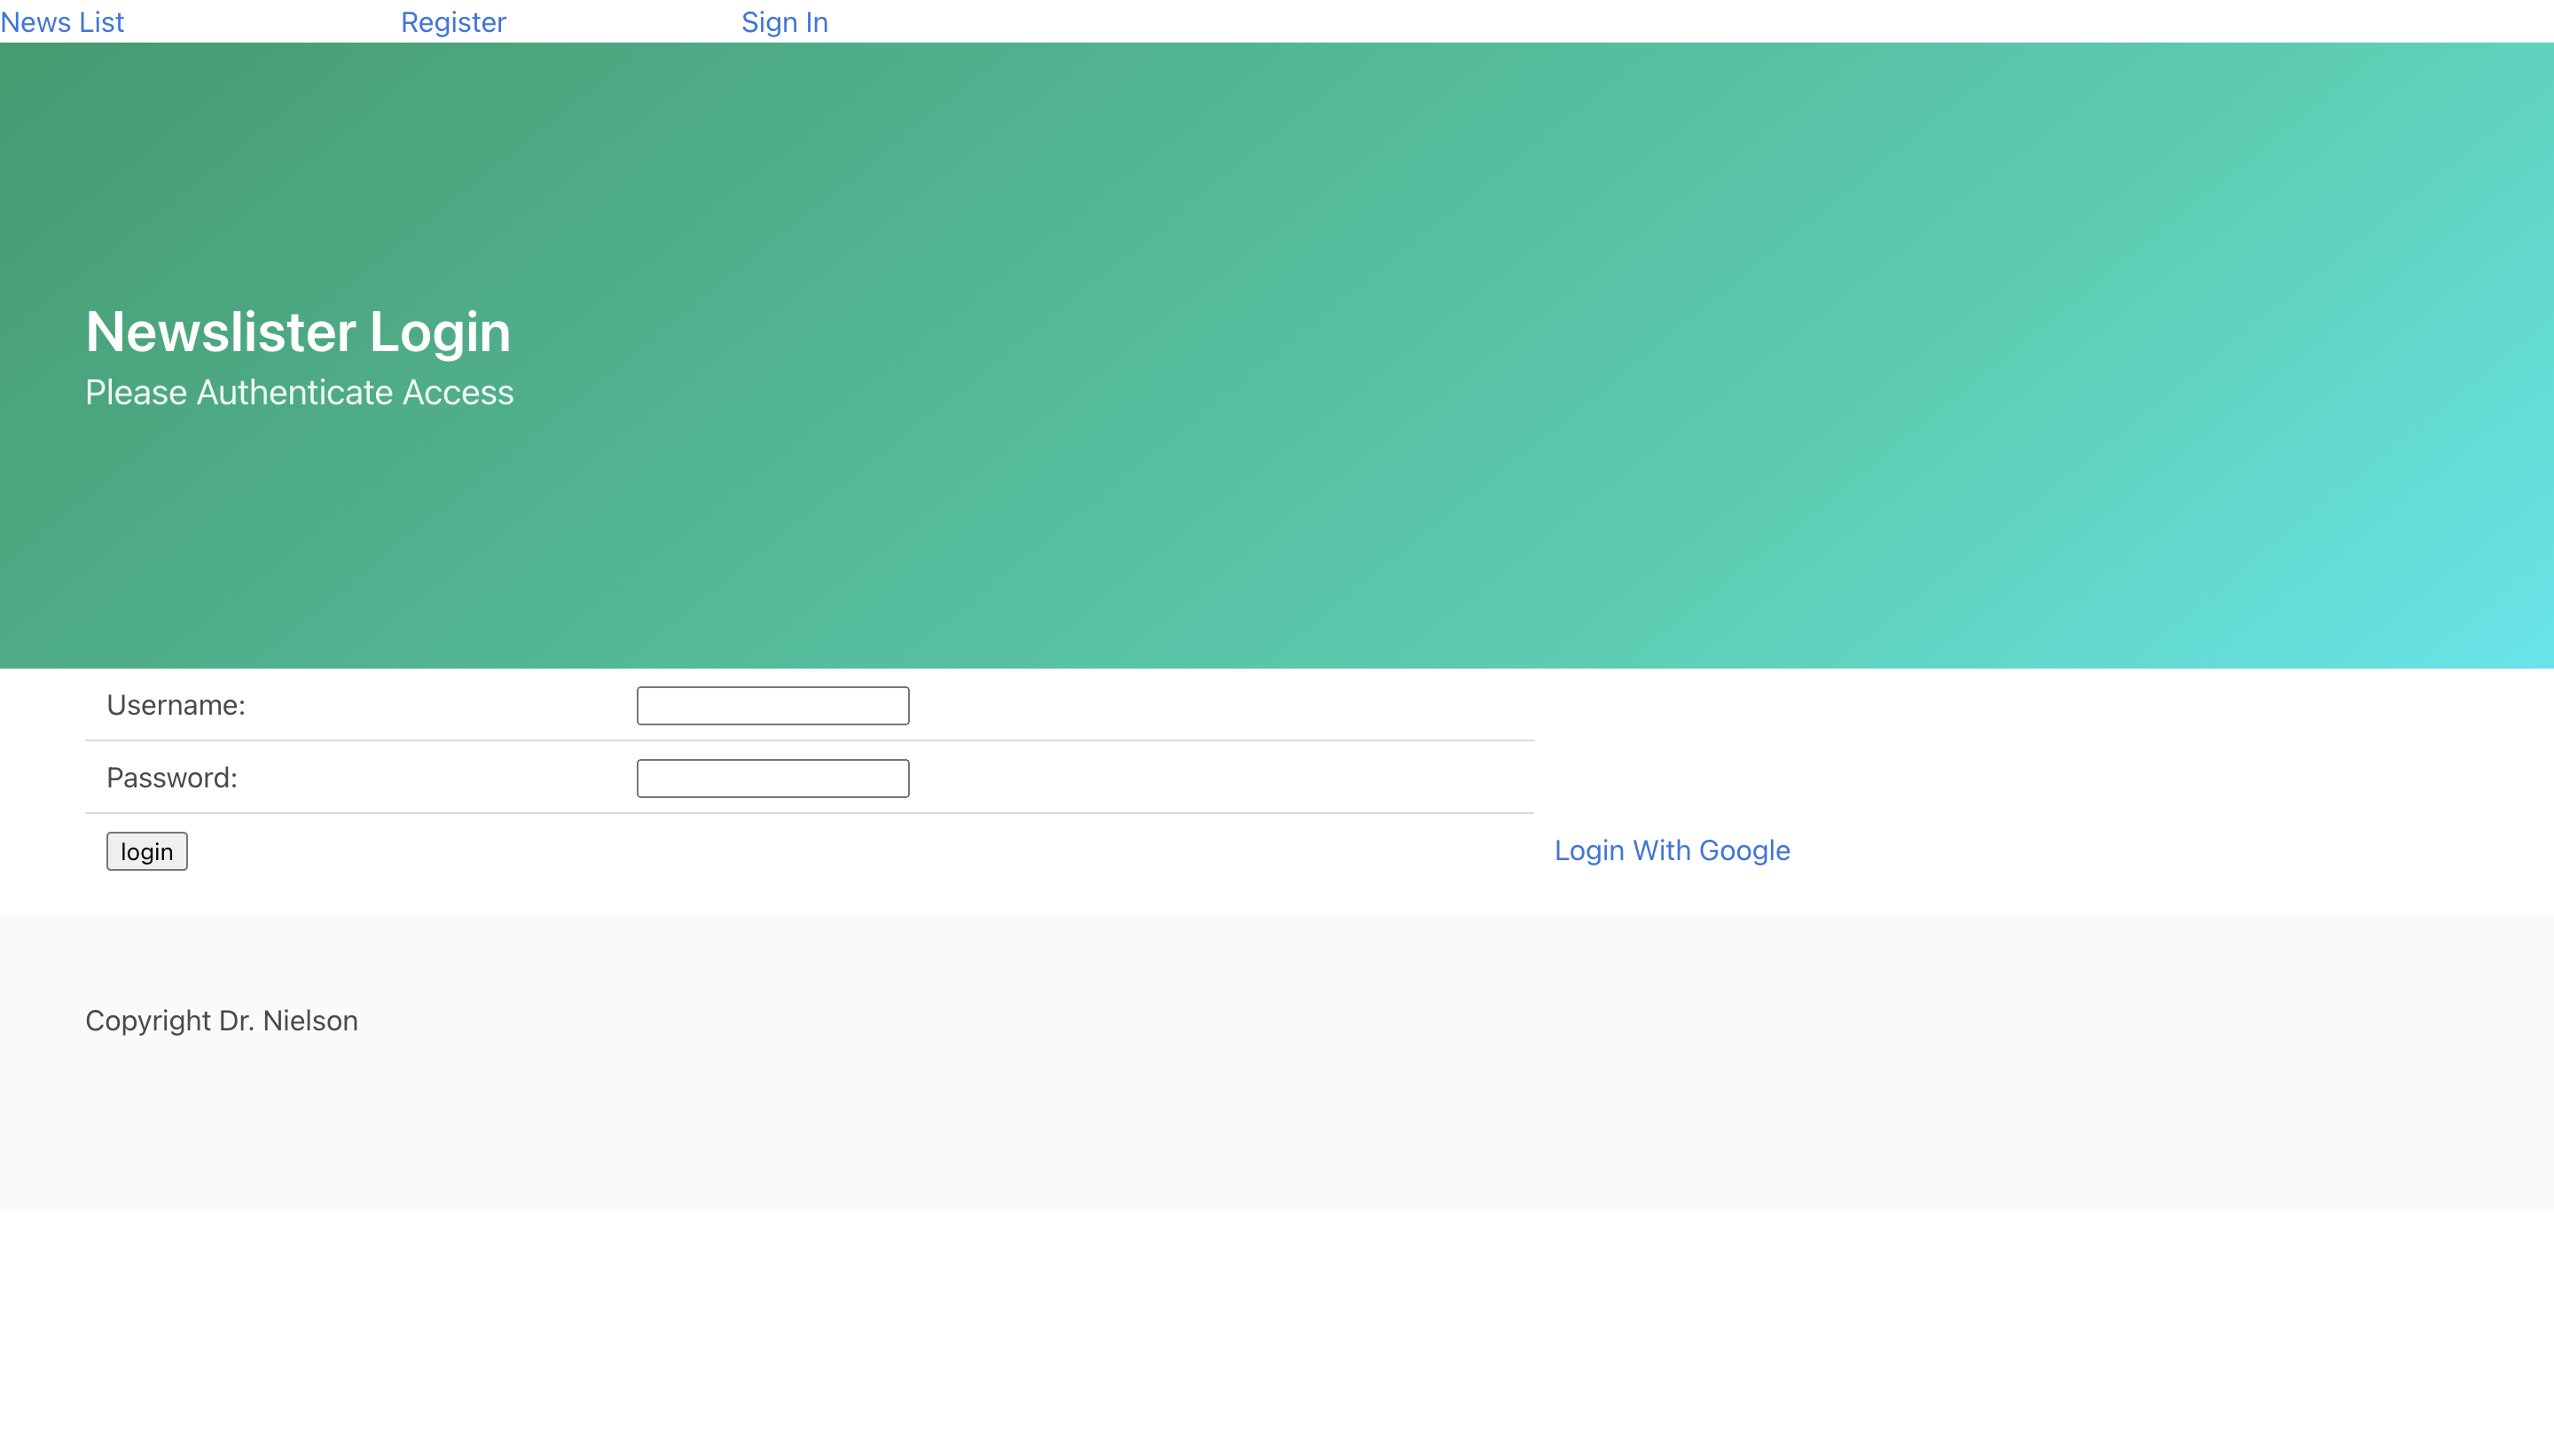 News List Register Sign In
Newslister Login
Please Authenticate Access
Username:
Password:
login Login With Google
Copyright Dr. Nielson